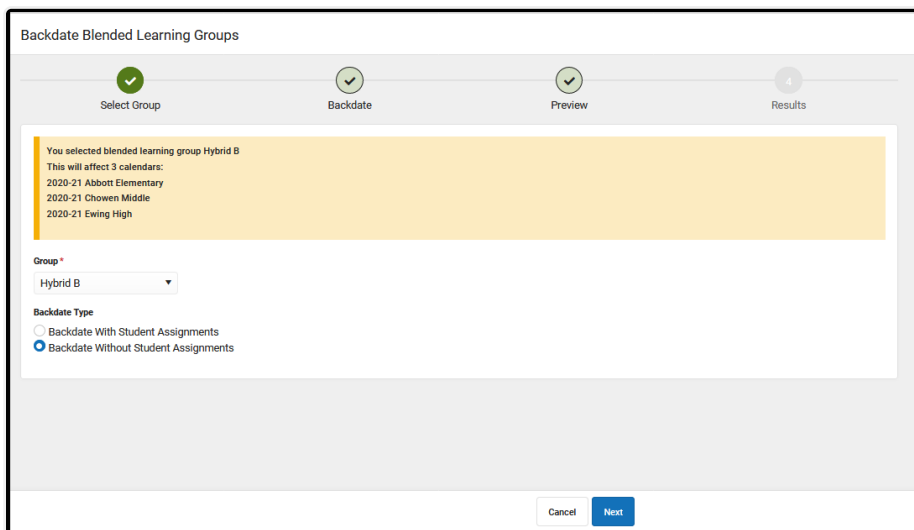 Backdate Blended Learning Groups
Select Group
Backdate
Preview
4
Results
You selected blended learning group Hybrid B
This will affect 3 calendars:
2020-21 Abbott Elementary
2020-21 Chowen Middle
2020-21 Ewing High
Group*
Hybrid B
Backdate Type
Backdate With Student Assignments
Backdate Without Student Assignments
Cancel
Next